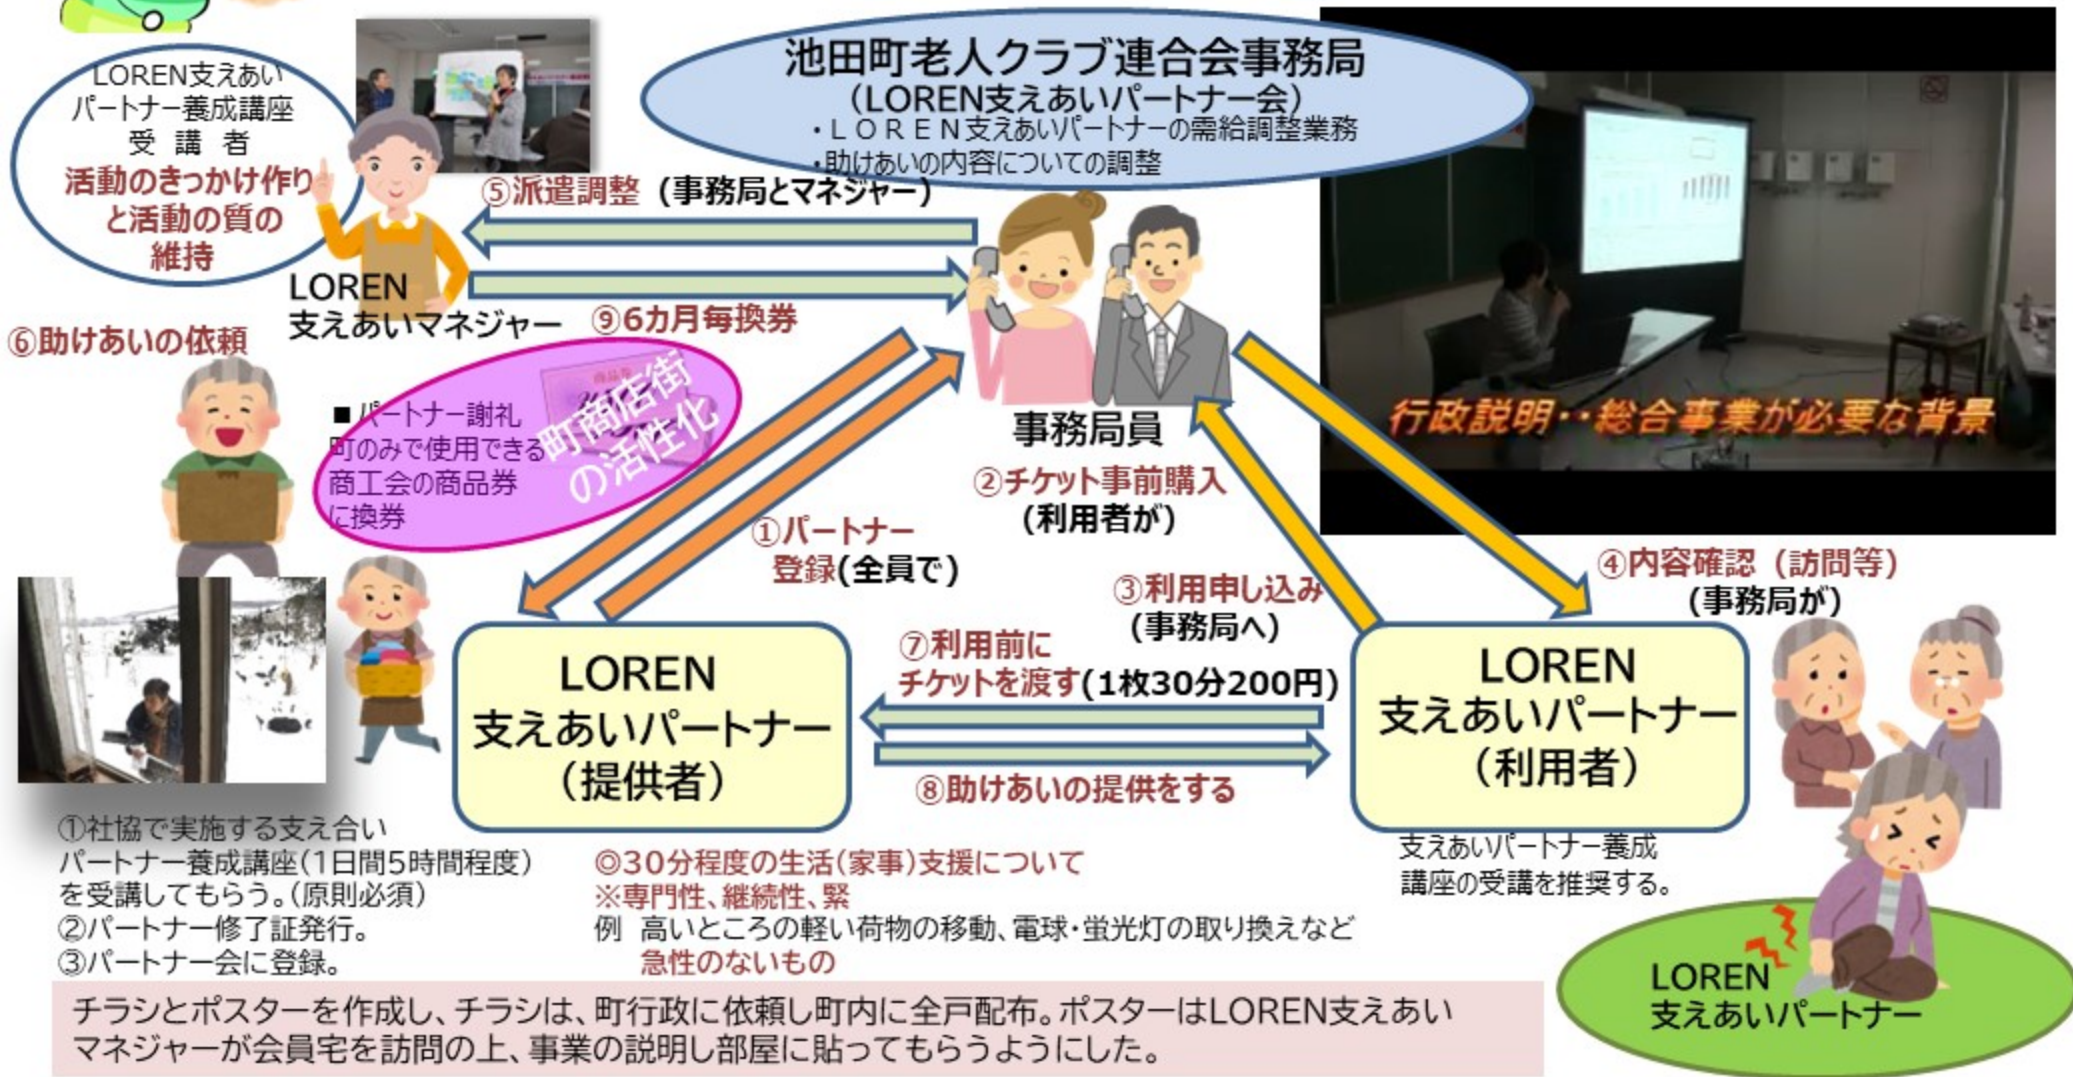 池田町老人クラブ連合会事務局
（LOREN支えあいパートナー会）
・ＬＯＲＥＮ支えあいパートナーの需給調整業務
・助けあいの内容についての調整
LOREN支えあい
パートナー養成講座
受 講 者
活動のきっかけ作り
と活動の質の
維持
⑤派遣調整（事務局とマネジャー）
LOREN
支えあいマネジャー
⑨6カ月毎換券
⑥助けあいの依頼
■パートナー謝礼
町のみで使用できる
商工会の商品券
に換券
商品券
町商店街
の活性化
事務局員
行政説明・・総合事業が必要な背景
②チケット事前購入
(利用者が)
①パートナー
登録(全員で)
③利用申し込み
(事務局へ)
④内容確認（訪問等）
(事務局が)
⑦利用前に
チケットを渡す(1枚30分200円)
LOREN
支えあいパートナー
（提供者）
LOREN
支えあいパートナー
（利用者）
⑧助けあいの提供をする
①社協で実施する支え合い
パートナー養成講座(1日間5時間程度)
を受講してもらう。(原則必須)
②パートナー修了証発行。
③パートナー会に登録。
◎30分程度の生活(家事)支援について
※専門性、継続性、緊
例　高いところの軽い荷物の移動、電球・蛍光灯の取り換えなど
急性のないもの
支えあいパートナー養成
講座の受講を推奨する。
LOREN
支えあいパートナー
チラシとポスターを作成し、チラシは、町行政に依頼し町内に全戸配布。ポスターはLOREN支えあい
マネジャーが会員宅を訪問の上、事業の説明し部屋に貼ってもらうようにした。